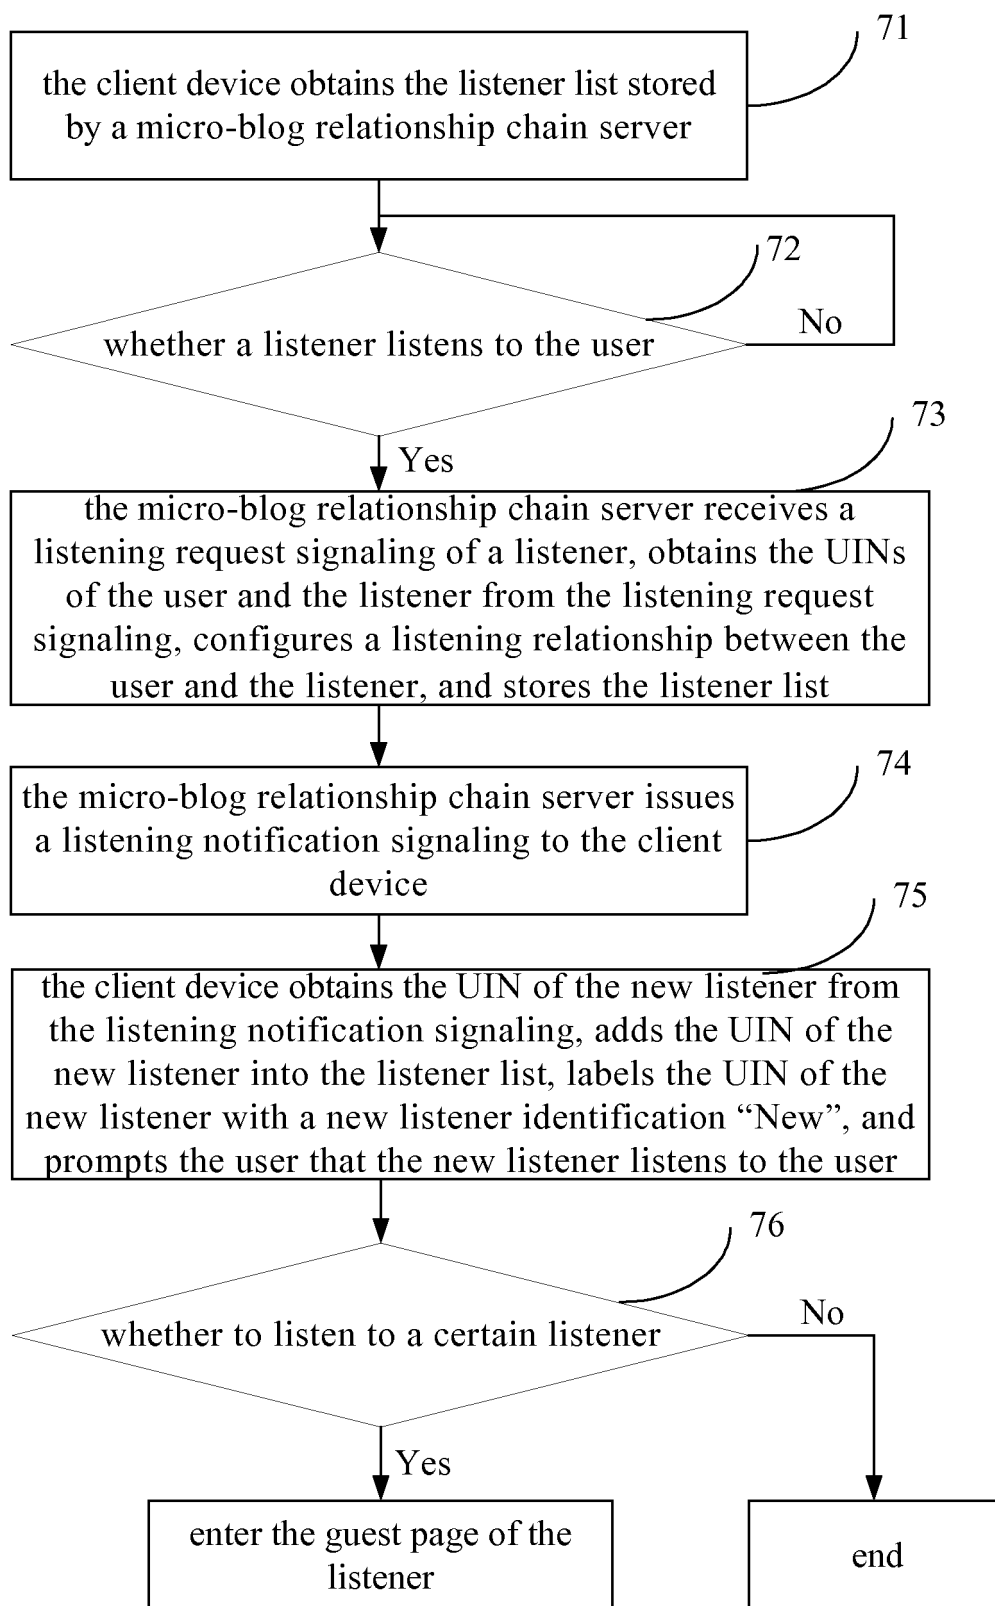 71
the client device obtains the listener list stored
by a micro-blog relationship chain server
72
whether a listener listens to the user
No
Yes
73
the micro-blog relationship chain server receives a
listening request signaling of a listener, obtains the UINs
of the user and the listener from the listening request
signaling, configures a listening relationship between the
user and the listener, and stores the listener list
74
the micro-blog relationship chain server issues
a listening notification signaling to the client
device
75
the client device obtains the UIN of the new listener from
the listening notification signaling, adds the UIN of the
new listener into the listener list, labels the UIN of the
new listener with a new listener identification “New”, and
prompts the user that the new listener listens to the user
76
whether to listen to a certain listener
No
Yes
enter the guest page of the
listener
end